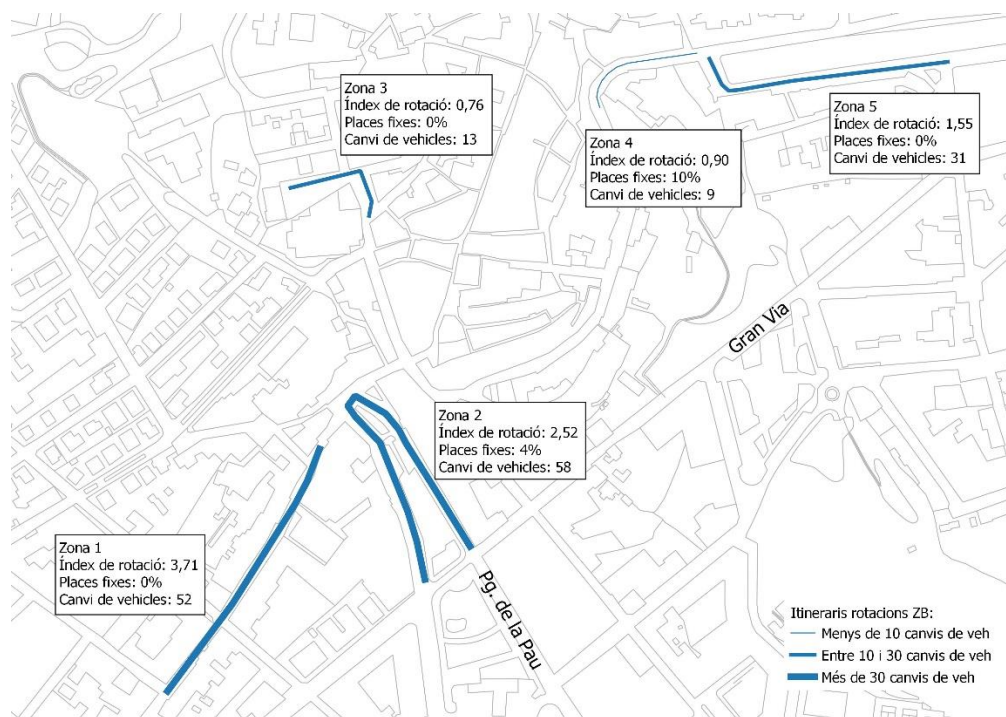 Zona 3
Índex de rotació: 0,76
Places fixes: 0%
Canvi de vehicles: 13
Zona 5
Índex de rotació: 1,55
Places fixes: 0%
Canvi de vehicles: 31
Zona 4
Índex de rotació: 0,90
Places fixes: 10%
Canvi de vehicles: 9
Gran Via
Zona 2
Índex de rotació: 2,52
Places fixes: 4%
Canvi de vehicles: 58
Zona 1
Índex de rotació: 3,71
Places fixes: 0%
Canvi de vehicles: 52
Pg. de la Pau
Itineraris rotacions ZB:
Menys de 10 canvis de veh
Entre 10 i 30 canvis de veh
Més de 30 canvis de veh